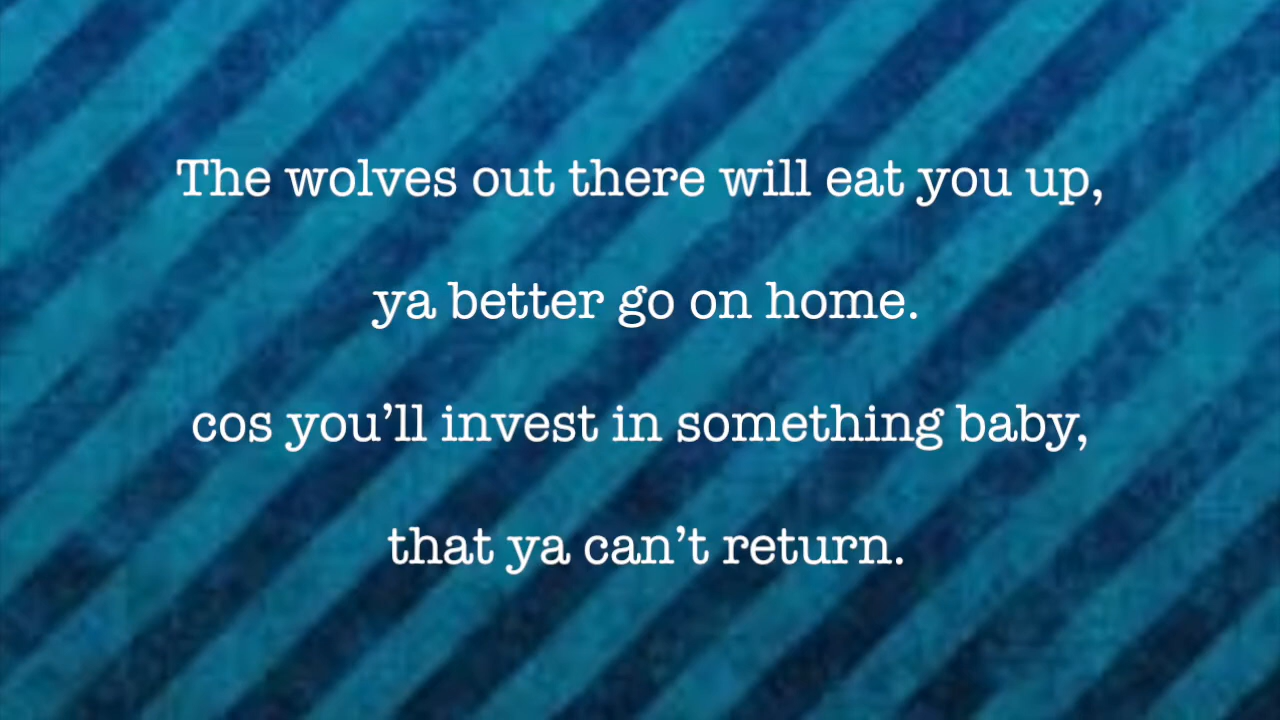 The wolves out there will eat you up,
ya better go on home.
cos you’ll invest in something baby,
that ya can’t return.